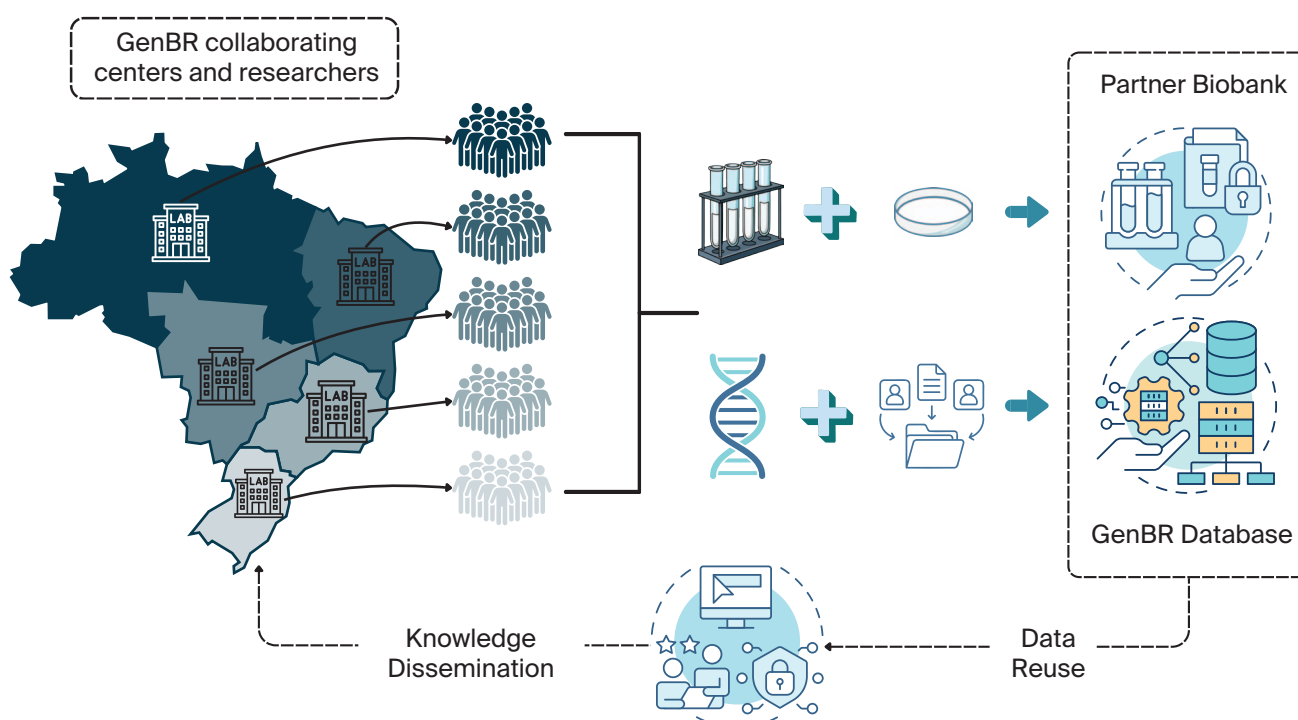 GenBR collaborating
centers and researchers
Partner Biobank
LAB
LAB
LAB
LAB
LAB
GenBR Database
Knowledge
Dissemination
Data
Reuse